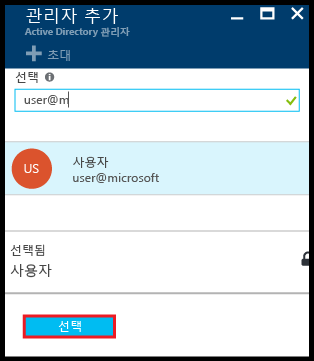 관리자 추가
Active Directory 관리자
초대
선택
user@m
US
사용자
user@microsoft
선택됨
사용자
선택